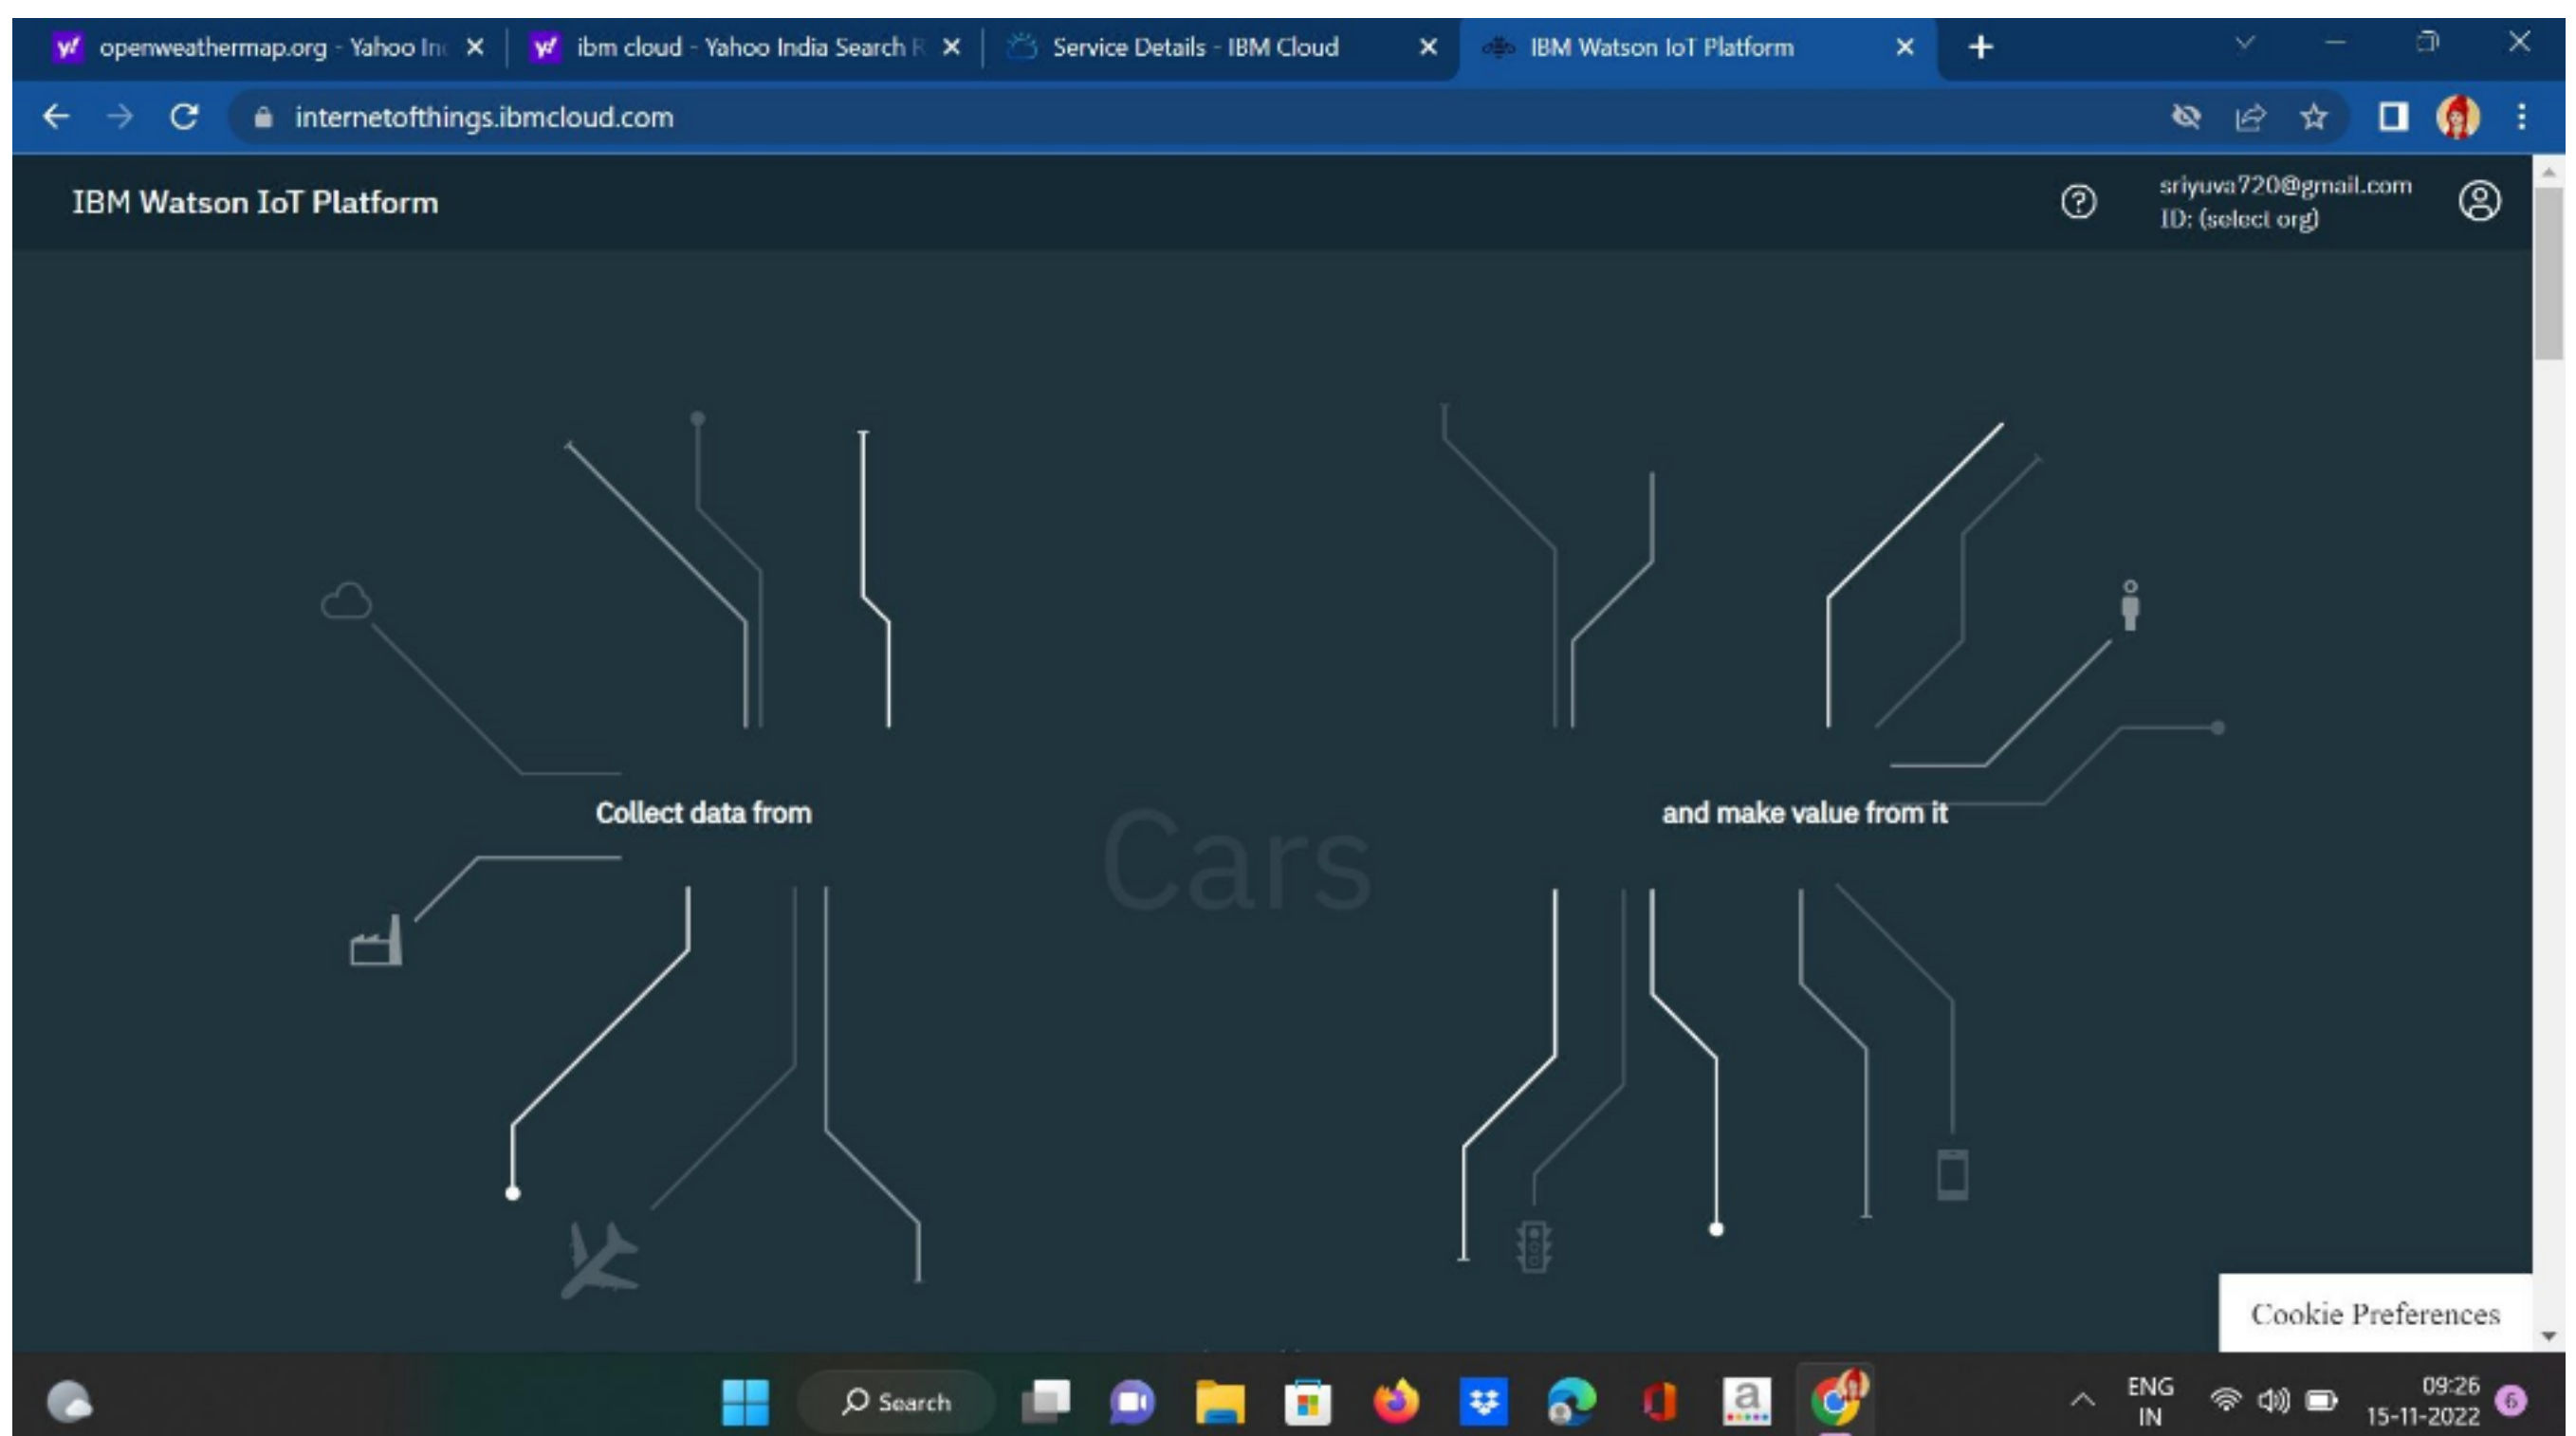 openweathermap.org - Yahoo In
ibm cloud - Yahoo India Search R
Service Details - IBM Cloud
IBM Watson IoT Platform
internetofthings.ibmcloud.com
IBM Watson IoT Platform
sriyuva720@gmail.com
ID: (select org)
Collect data from
Cars
and make value from it
Cookie Preferences
Search
ENG
IN
09:26
15-11-2022
6